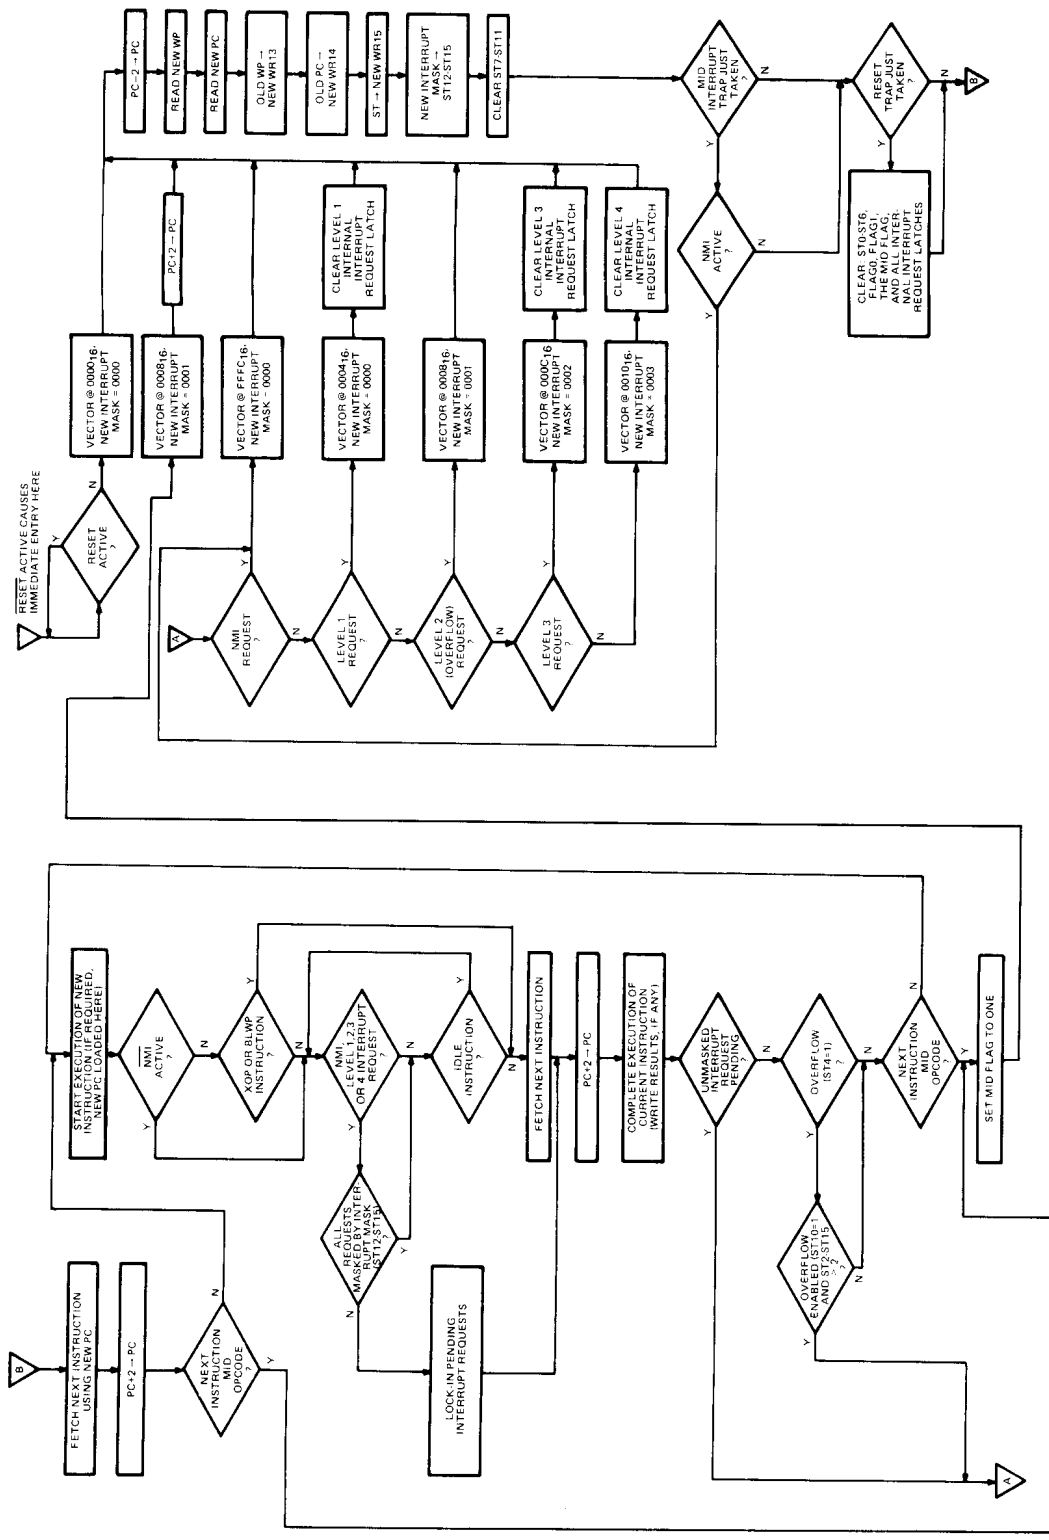 RESET ACTIVE CAUSES
IMMEDIATE ENTRY HERE
RESET
ACTIVE
?
Y
N
VECTOR @ 0000₁₆.
NEW INTERRUPT
MASK = 0000
VECTOR @ 0008₁₆.
NEW INTERRUPT
MASK = 0001
PC+2→PC
A
NMI
REQUEST
?
Y
N
VECTOR @ FFFC₁₆.
NEW INTERRUPT
MASK = 0000
LEVEL 1
REQUEST
?
Y
N
VECTOR @ 0004₁₆.
NEW INTERRUPT
MASK = 0000
CLEAR LEVEL 1
INTERNAL
INTERRUPT
REQUEST LATCH
LEVEL 2
(OVERFLOW)
REQUEST
?
Y
N
VECTOR @ 0008₁₆.
NEW INTERRUPT
MASK = 0001
LEVEL 3
REQUEST
?
Y
N
VECTOR @ 000C₁₆
NEW INTERRUPT
MASK = 0002
CLEAR LEVEL 3
INTERNAL
INTERRUPT
REQUEST LATCH
VECTOR @ 0010₁₆.
NEW INTERRUPT
MASK = 0003
CLEAR LEVEL 4
INTERNAL
INTERRUPT
REQUEST LATCH
PC−2→PC
READ NEW WP
READ NEW PC
OLD WP→
NEW WR13
OLD PC→
NEW WR14
ST→NEW WR15
NEW INTERRUPT
MASK→
ST12-ST15
CLEAR ST7-ST11
MID
INTERRUPT
TRAP JUST
TAKEN
?
Y
N
NMI
ACTIVE
?
Y
N
RESET
TRAP JUST
TAKEN
?
Y
N
CLEAR: ST0-ST6,
FLAG0, FLAG1,
THE MID FLAG,
AND ALL INTER-
NAL INTERRUPT
REQUEST LATCHES
B
B
FETCH NEXT INSTRUCTION
USING NEW PC
PC+2→PC
NEXT
INSTRUCTION
MID
OPCODE
?
N
Y
START EXECUTION OF NEW
INSTRUCTION (IF REQUIRED,
NEW PC LOADED HERE)
NMI
ACTIVE
?
Y
N
XOP OR BLWP
INSTRUCTION
?
Y
N
NMI,
LEVEL 1,2,3
OR 4 INTERRUPT
REQUEST
?
Y
N
ALL
REQUESTS
MASKED BY INTER-
RUPT MASK
(ST12-ST15)
?
Y
N
LOCK-IN PENDING
INTERRUPT REQUESTS
IDLE
INSTRUCTION
?
Y
N
FETCH NEXT INSTRUCTION
PC+2→PC
COMPLETE EXECUTION OF
CURRENT INSTRUCTION
(WRITE RESULTS, IF ANY)
UNMASKED
INTERRUPT
REQUEST
PENDING
?
Y
N
OVERFLOW
(ST4=1)
?
Y
N
OVERFLOW
ENABLED (ST10=1
AND ST2-ST15
≥ 2
?
Y
N
NEXT
INSTRUCTION
MID
OPCODE
?
N
Y
SET MID FLAG TO ONE
A